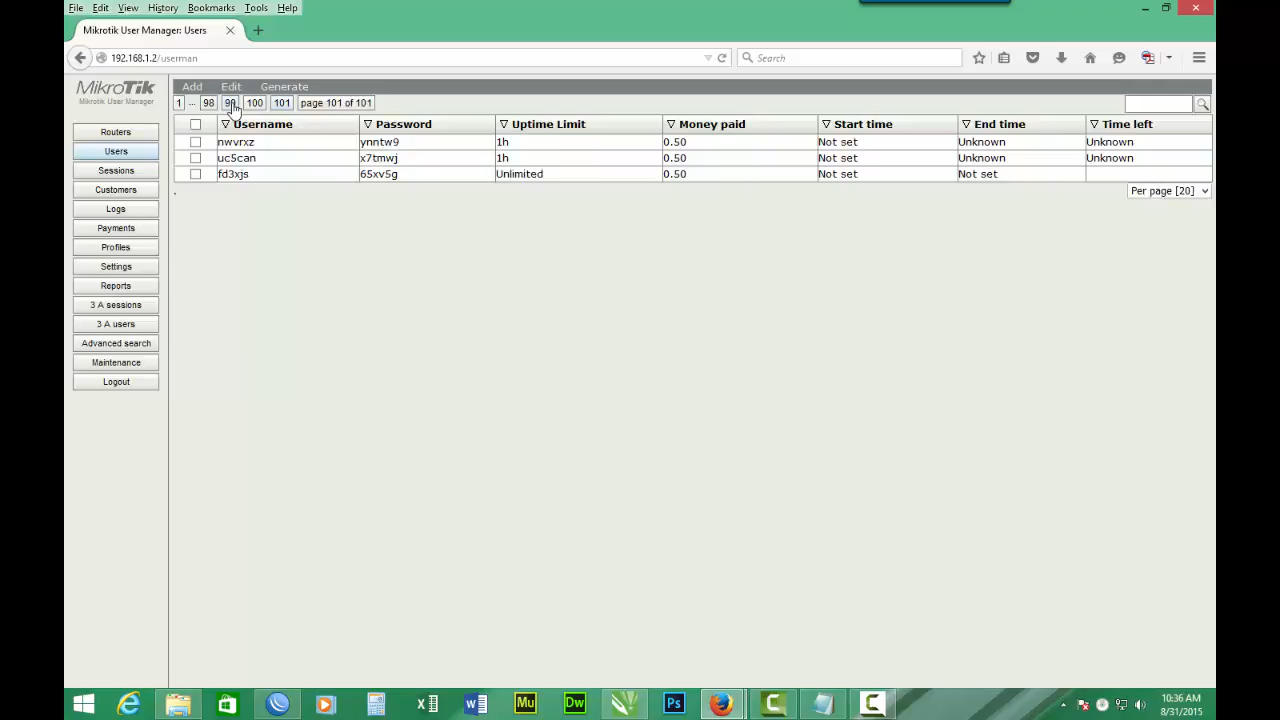 File Edit View History Bookmarks Tools Help
Mikrotik User Manager: Users
192.168.1.2/userman
Search
MikroTik
Mikrotik User Manager
Add Edit Generate
1 ... 98 99 100 101 page 101 of 101
Username Password Uptime Limit Money paid Start time End time Time left
nwvrxz ynntw9 1h 0.50 Not set Unknown Unknown
uc5can x7tmwj 1h 0.50 Not set Unknown Unknown
fd3xjs 65xv5g Unlimited 0.50 Not set Not set
Per page [20]
Routers
Users
Sessions
Customers
Logs
Payments
Profiles
Settings
Reports
3 A sessions
3 A users
Advanced search
Maintenance
Logout
Mu Dw Ps
10:36 AM
8/31/2015